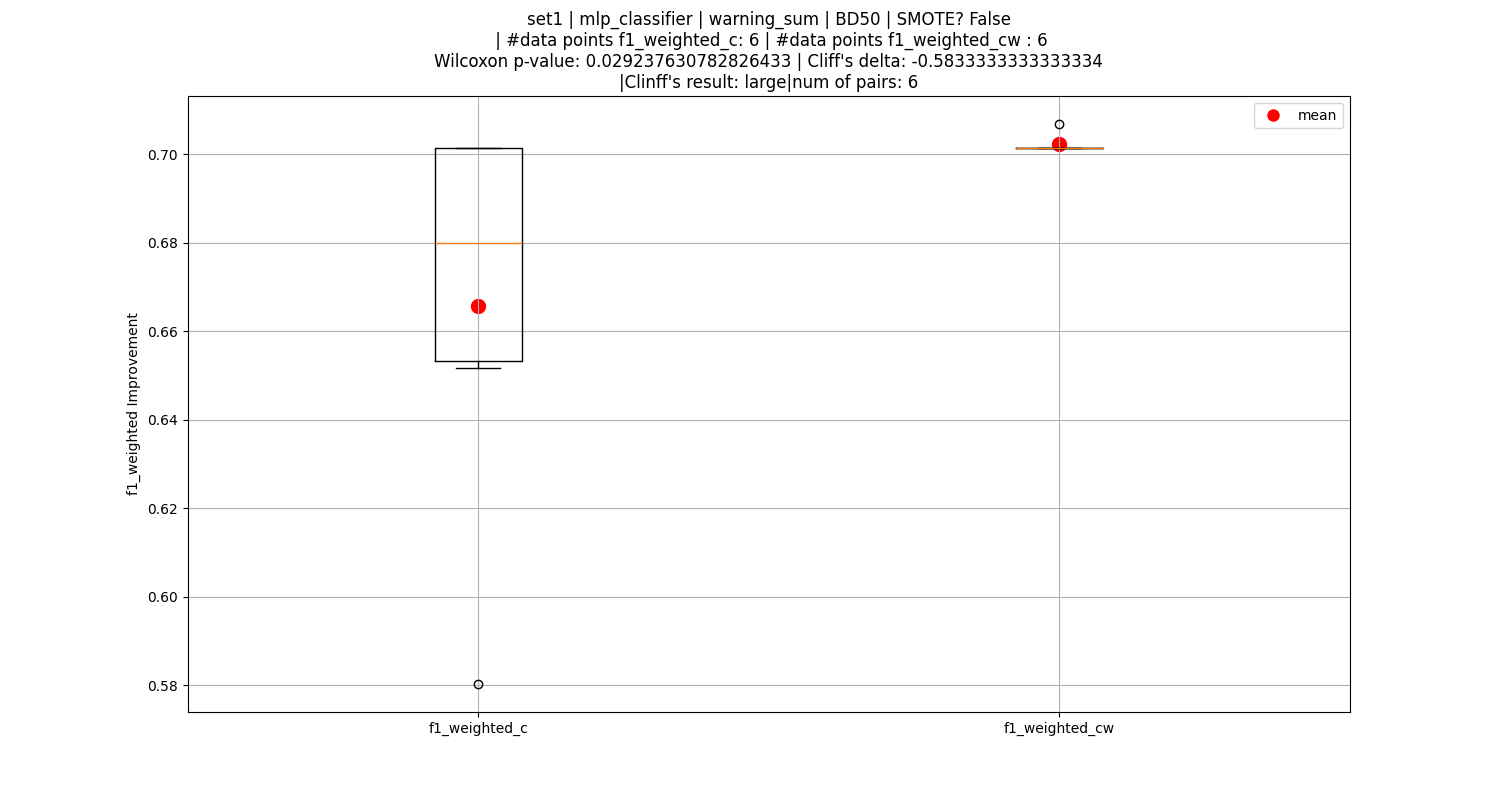 set1 | mlp_classifier | warning_sum | BD50 | SMOTE? False
| #data points f1_weighted_c: 6 | #data points f1_weighted_cw : 6
Wilcoxon p-value: 0.029237630782826433 | Cliff's delta: -0.5833333333333334
|Clinff's result: large|num of pairs: 6
mean
0.70
0.68
0.66
0.64
0.62
0.60
0.58
f1_weighted Improvement
f1_weighted_c
f1_weighted_cw